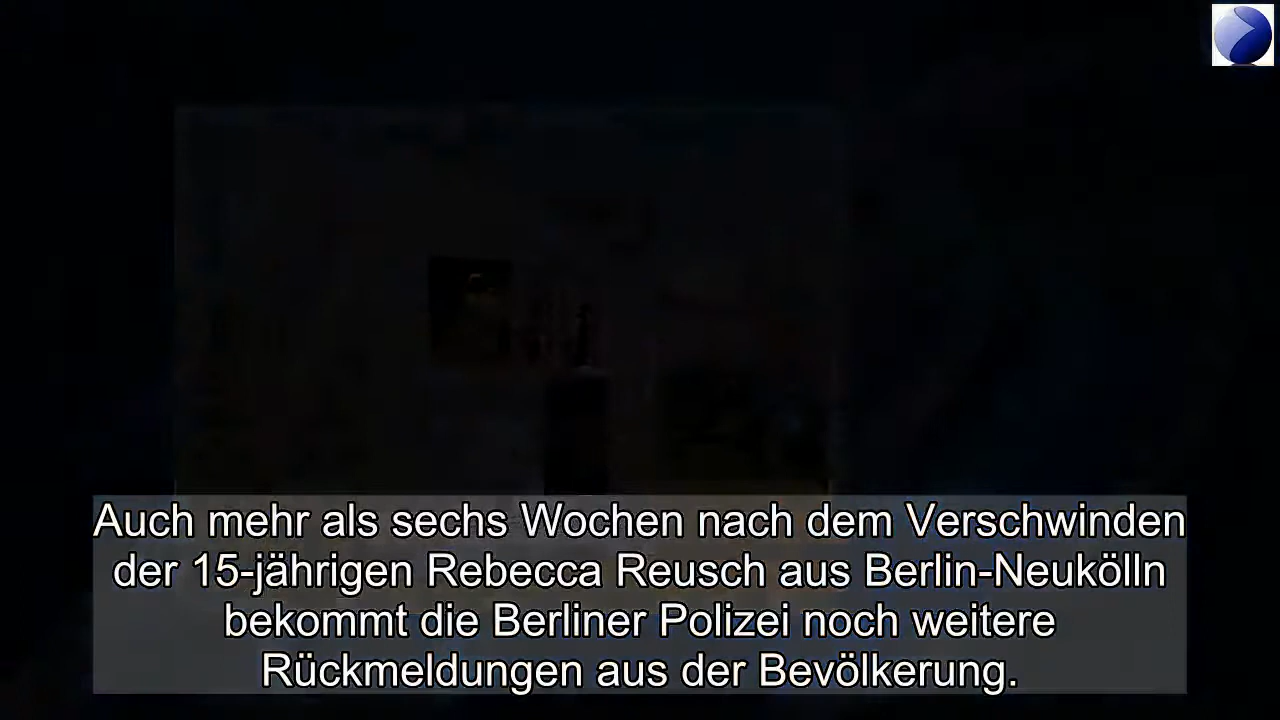 Auch mehr als sechs Wochen nach dem Verschwinden
der 15-jährigen Rebecca Reusch aus Berlin-Neukölln
bekommt die Berliner Polizei noch weitere
Rückmeldungen aus der Bevölkerung.